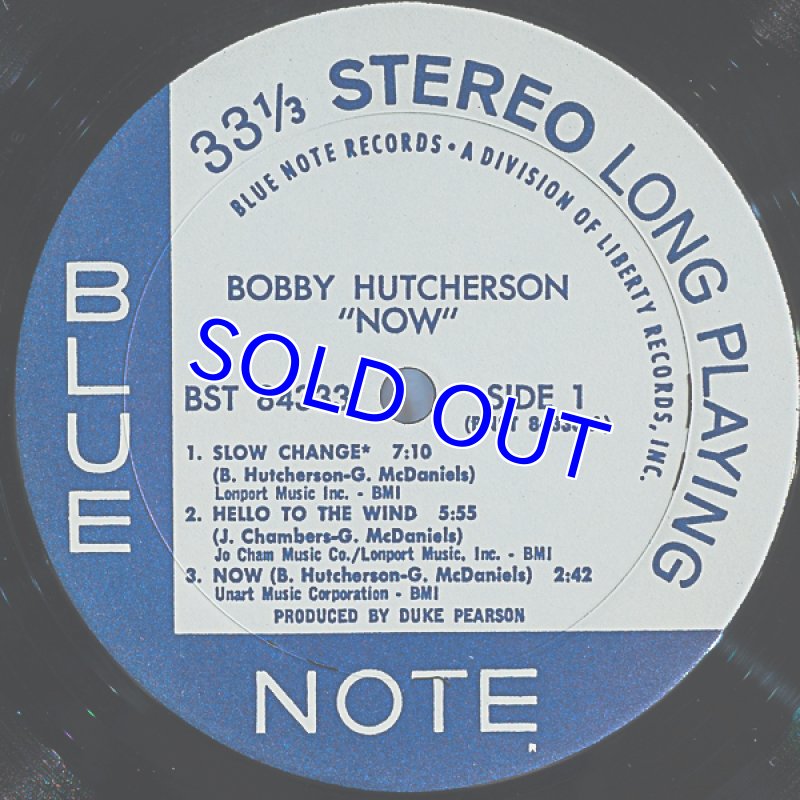 33⅓ STEREO LONG PLAYING
BLUE NOTE RECORDS • A DIVISION OF LIBERTY RECORDS, INC.
BOBBY HUTCHERSON
"NOW"
BST 84333 SIDE 1
SOLD OUT
1. SLOW CHANGE* 7:10
(B. Hutcherson-G. McDaniels)
Lonport Music Inc. - BMI
2. HELLO TO THE WIND 5:55
(J. Chambers-G. McDaniels)
Jo Cham Music Co./Lonport Music, Inc. - BMI
3. NOW (B. Hutcherson-G. McDaniels) 2:42
Unart Music Corporation - BMI
PRODUCED BY DUKE PEARSON
BLUE
NOTE
R